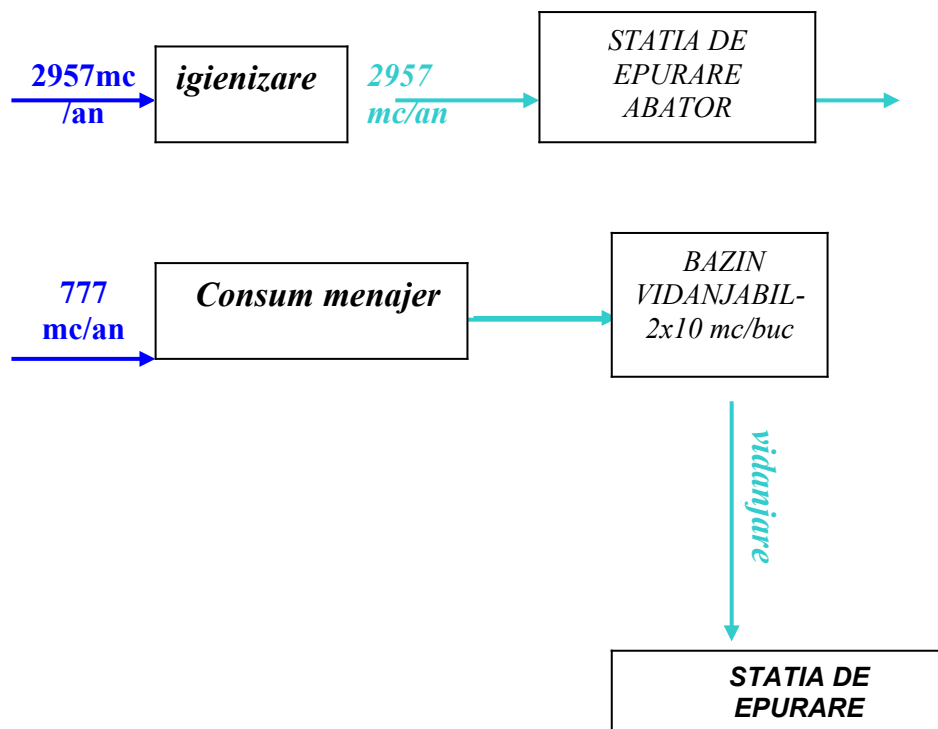 2957mc
/an
igienizare
2957
mc/an
STATIA DE
EPURARE
ABATOR
777
mc/an
Consum menajer
BAZIN
VIDANJABIL-
2x10 mc/buc
vidanjare
STATIA DE
EPURARE